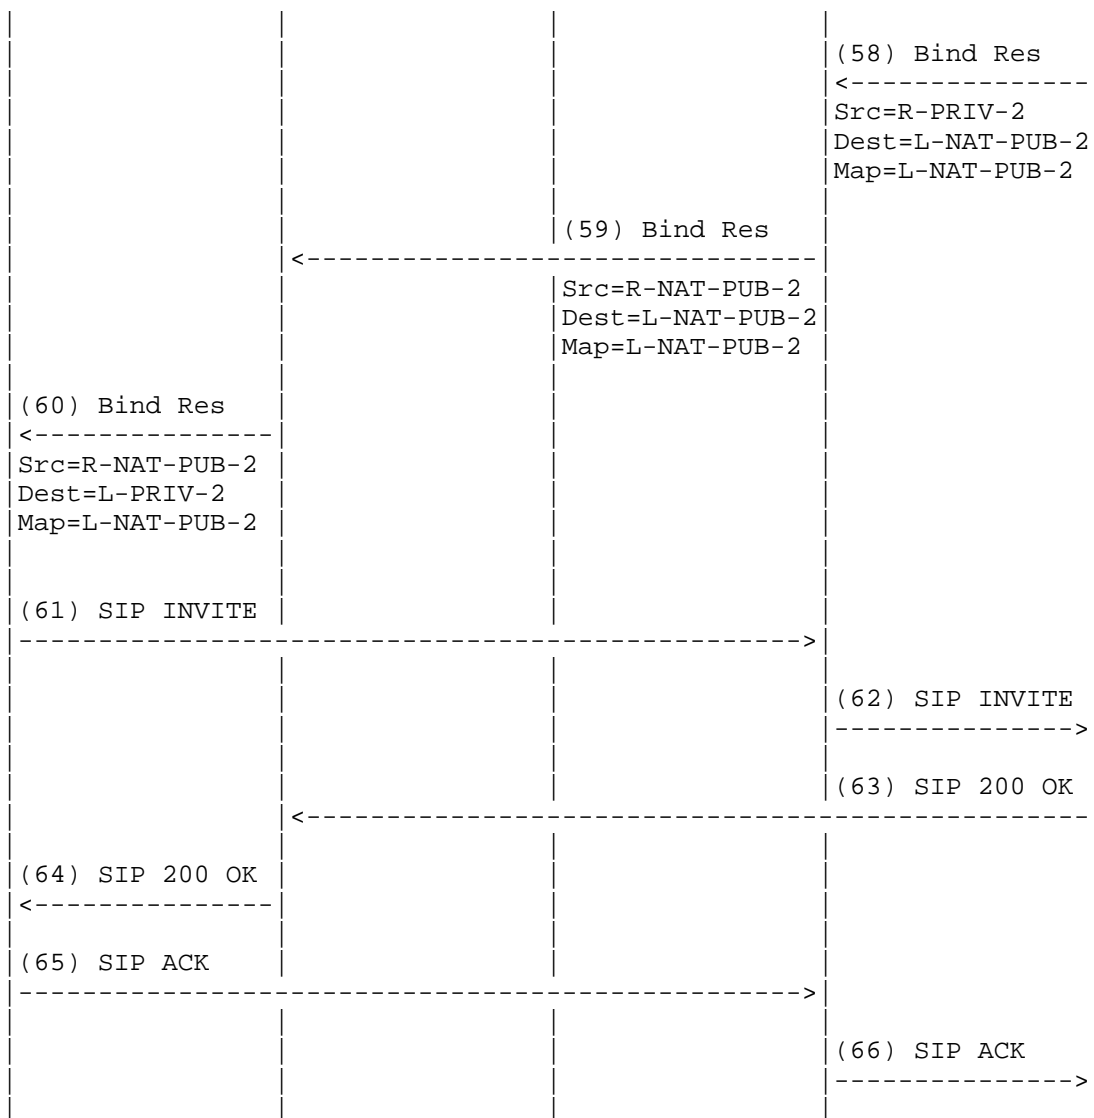 (58) Bind Res
Src=R-PRIV-2
Dest=L-NAT-PUB-2
Map=L-NAT-PUB-2
(59) Bind Res
Src=R-NAT-PUB-2
Dest=L-NAT-PUB-2
Map=L-NAT-PUB-2
(60) Bind Res
Src=R-NAT-PUB-2
Dest=L-PRIV-2
Map=L-NAT-PUB-2
(61) SIP INVITE
(62) SIP INVITE
(63) SIP 200 OK
(64) SIP 200 OK
(65) SIP ACK
(66) SIP ACK